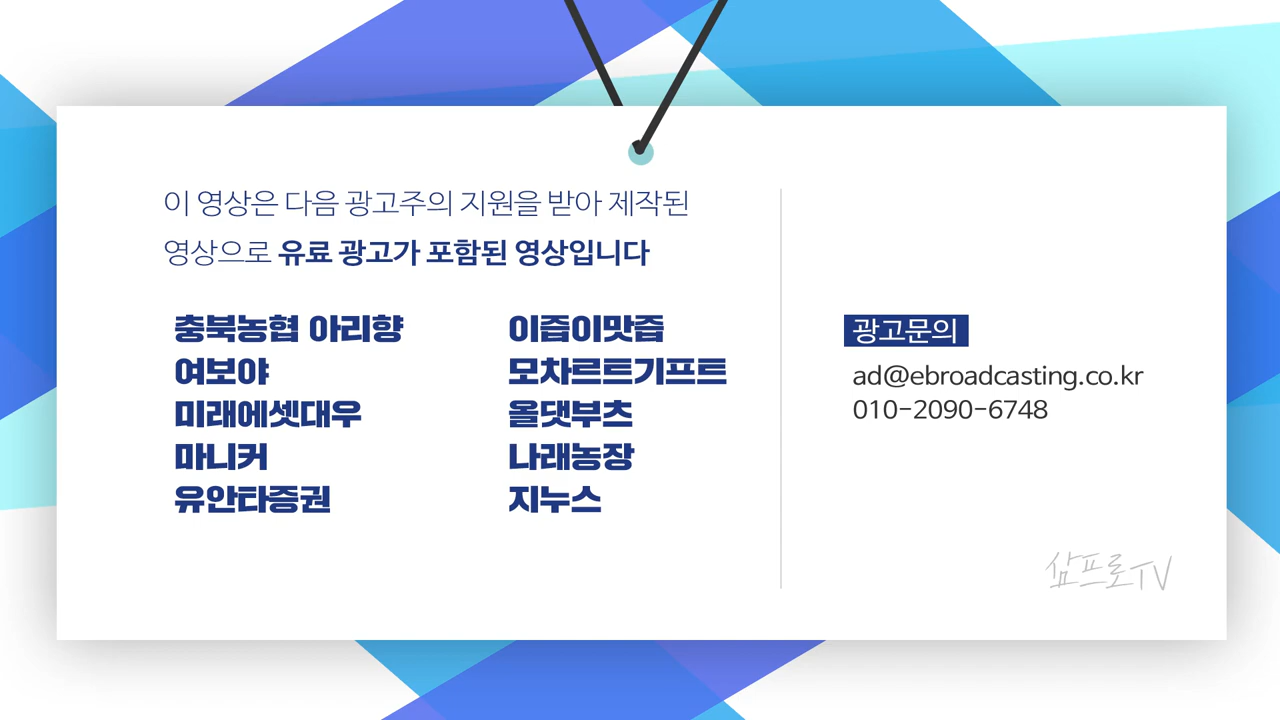 이 영상은 다음 광고주의 지원을 받아 제작된
영상으로 유료 광고가 포함된 영상입니다
충북농협 아리향
여보야
미래에셋대우
마니커
유안타증권
이즙이맛즙
모차르트기프트
올댓부츠
나래농장
지누스
광고문의
ad@ebroadcasting.co.kr
010-2090-6748
삼프로TV